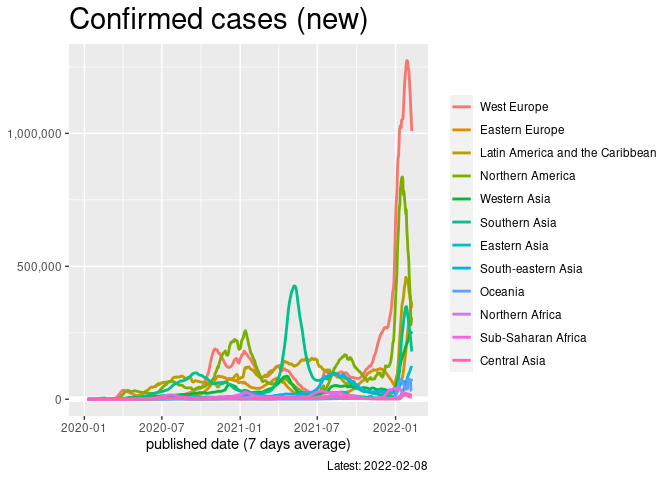 Confirmed cases (new)
1,000,000
500,000
0
2020-01 2020-07 2021-01 2021-07 2022-01
published date (7 days average)
Latest: 2022-02-08
West Europe
Eastern Europe
Latin America and the Caribbean
Northern America
Western Asia
Southern Asia
Eastern Asia
South-eastern Asia
Oceania
Northern Africa
Sub-Saharan Africa
Central Asia